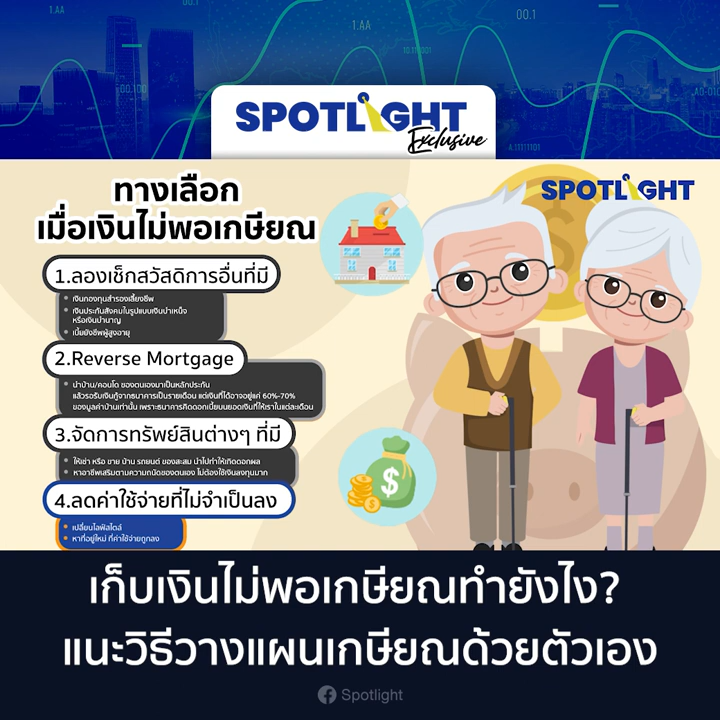 1.AA
00.1
AA
10.111001
00.100
A0-010
A.11111101
SPOTLIGHT
Exclusive
SPOTLIGHT
ทางเลือก
เมื่อเงินไม่พอเกษียณ
1.ลองเช็กสวัสดิการอื่นที่มี
เงินกองทุนสำรองเลี้ยงชีพ
เงินประกันสังคมในรูปแบบเงินบำเหน็จ
หรือเงินบำนาญ
เบี้ยยังชีพผู้สูงอายุ
2.Reverse Mortgage
นำบ้าน/คอนโด ของตนเองมาเป็นหลักประกัน
แล้วรอรับเงินกู้จากธนาคารเป็นรายเดือน แต่เงินที่ได้อาจอยู่แค่ 60%-70%
ของมูลค่าบ้านเท่านั้น เพราะธนาคารคิดดอกเบี้ยบนยอดเงินที่ให้เราในแต่ละเดือน
3.จัดการทรัพย์สินต่างๆ ที่มี
ให้เช่า หรือ ขาย บ้าน รถยนต์ ของสะสม นำไปทำให้เกิดดอกผล
หาอาชีพเสริมตามความถนัดของตนเอง ไม่ต้องใช้เงินลงทุนมาก
4.ลดค่าใช้จ่ายที่ไม่จำเป็นลง
เปลี่ยนไลฟ์สไตล์
หาที่อยู่ใหม่ ที่ค่าใช้จ่ายถูกลง
เก็บเงินไม่พอเกษียณทำยังไง?
แนะวิธีวางแผนเกษียณด้วยตัวเอง
Spotlight